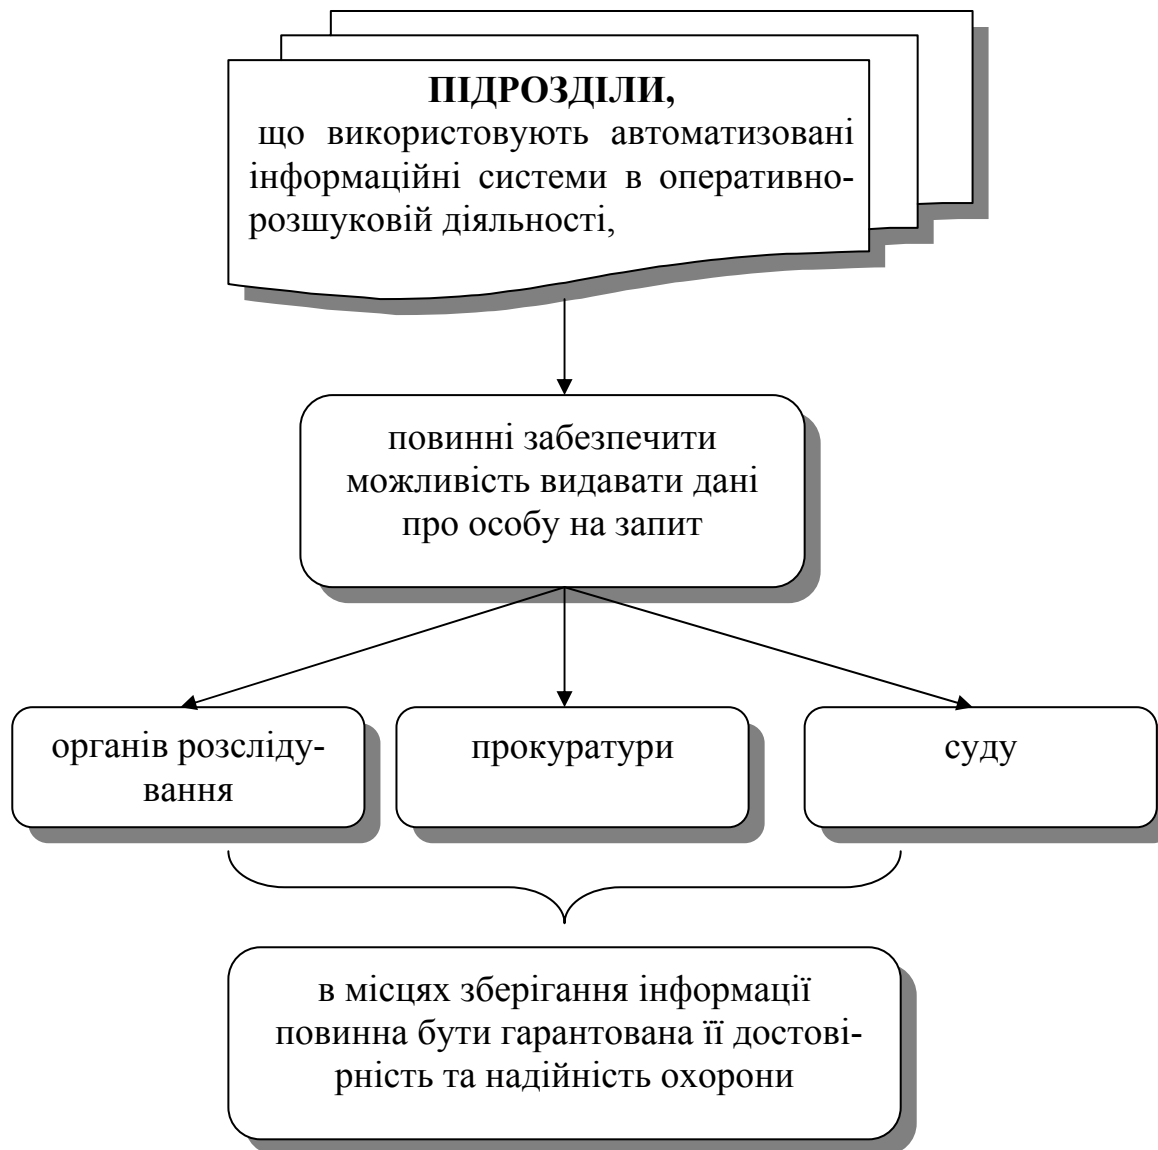 ПІДРОЗДІЛИ,
що використовують автоматизовані
інформаційні системи в оперативно-
розшуковій діяльності,
повинні забезпечити
можливість видавати дані
про особу на запит
органів розсліду-
вання
прокуратури
суду
в місцях зберігання інформації
повинна бути гарантована її достові-
рність та надійність охорони